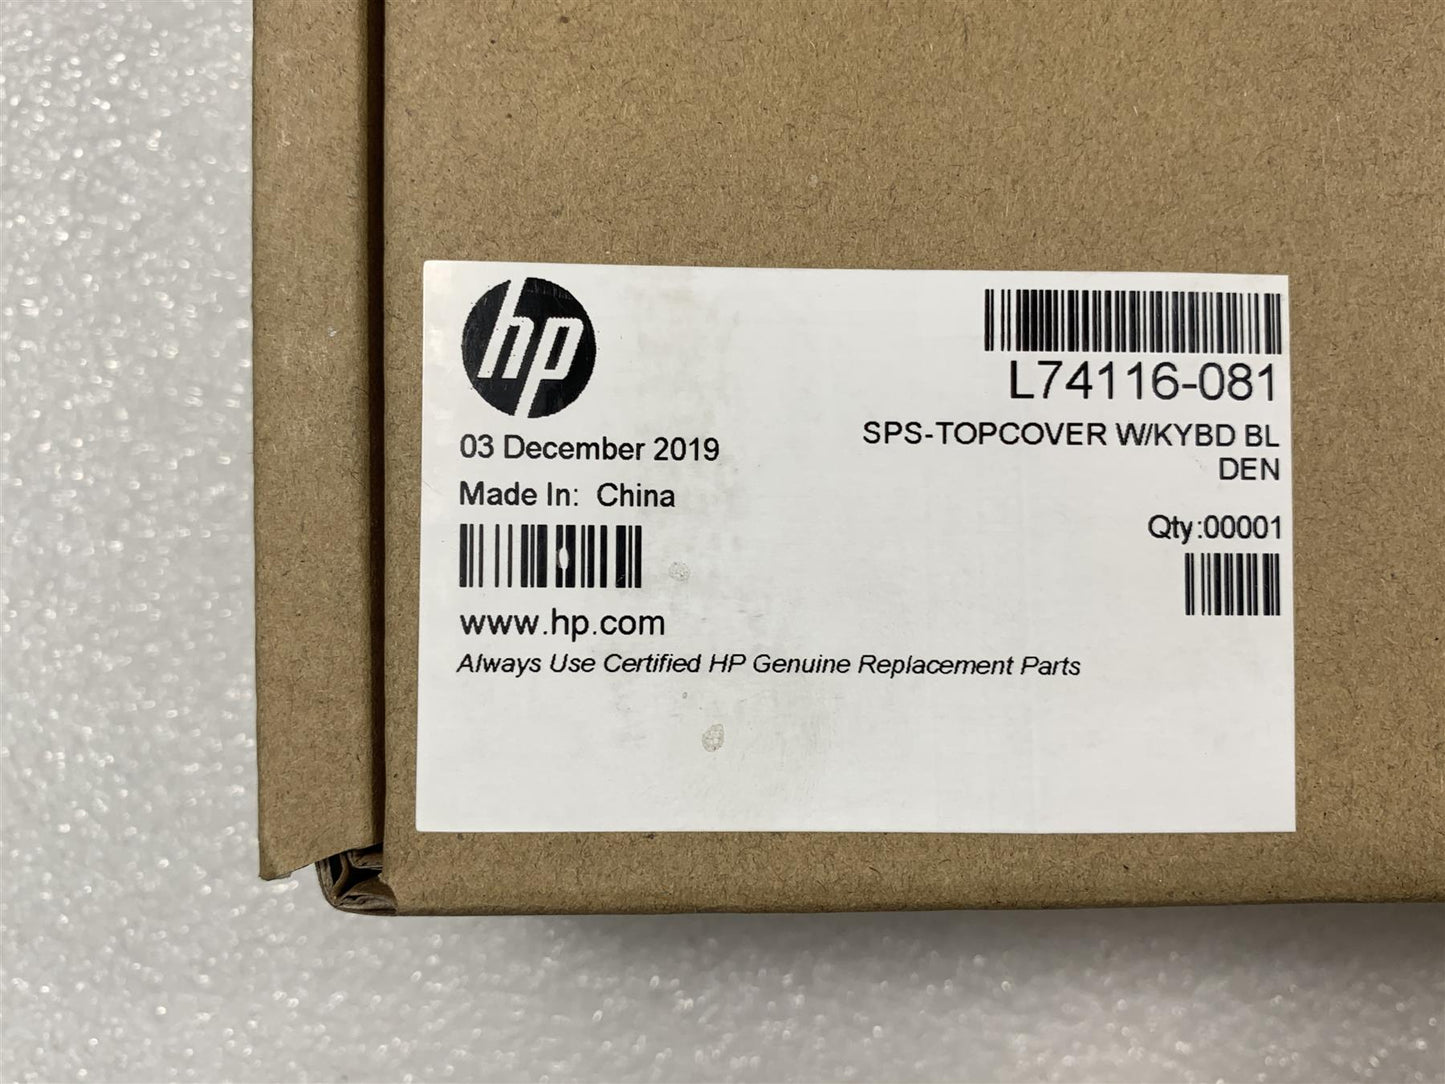 hp
L74116-081
03 December 2019
SPS-TOPCOVER W/KYBD BL
DEN
Made In: China
Qty:00001
www.hp.com
Always Use Certified HP Genuine Replacement Parts